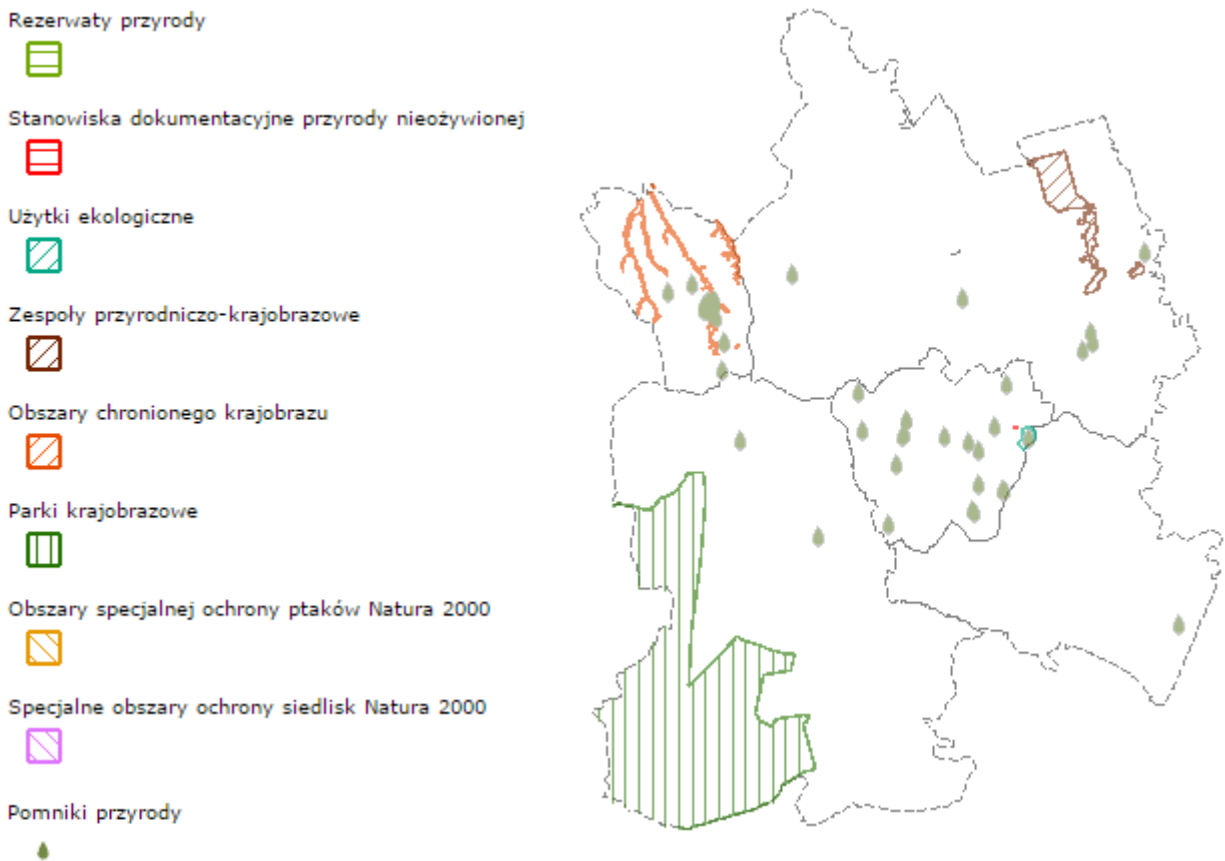 Rezerwaty przyrody
Stanowiska dokumentacyjne przyrody nieożywionej
Użytki ekologiczne
Zespoły przyrodniczo-krajobrazowe
Obszary chronionego krajobrazu
Parki krajobrazowe
Obszary specjalnej ochrony ptaków Natura 2000
Specjalne obszary ochrony siedlisk Natura 2000
Pomniki przyrody